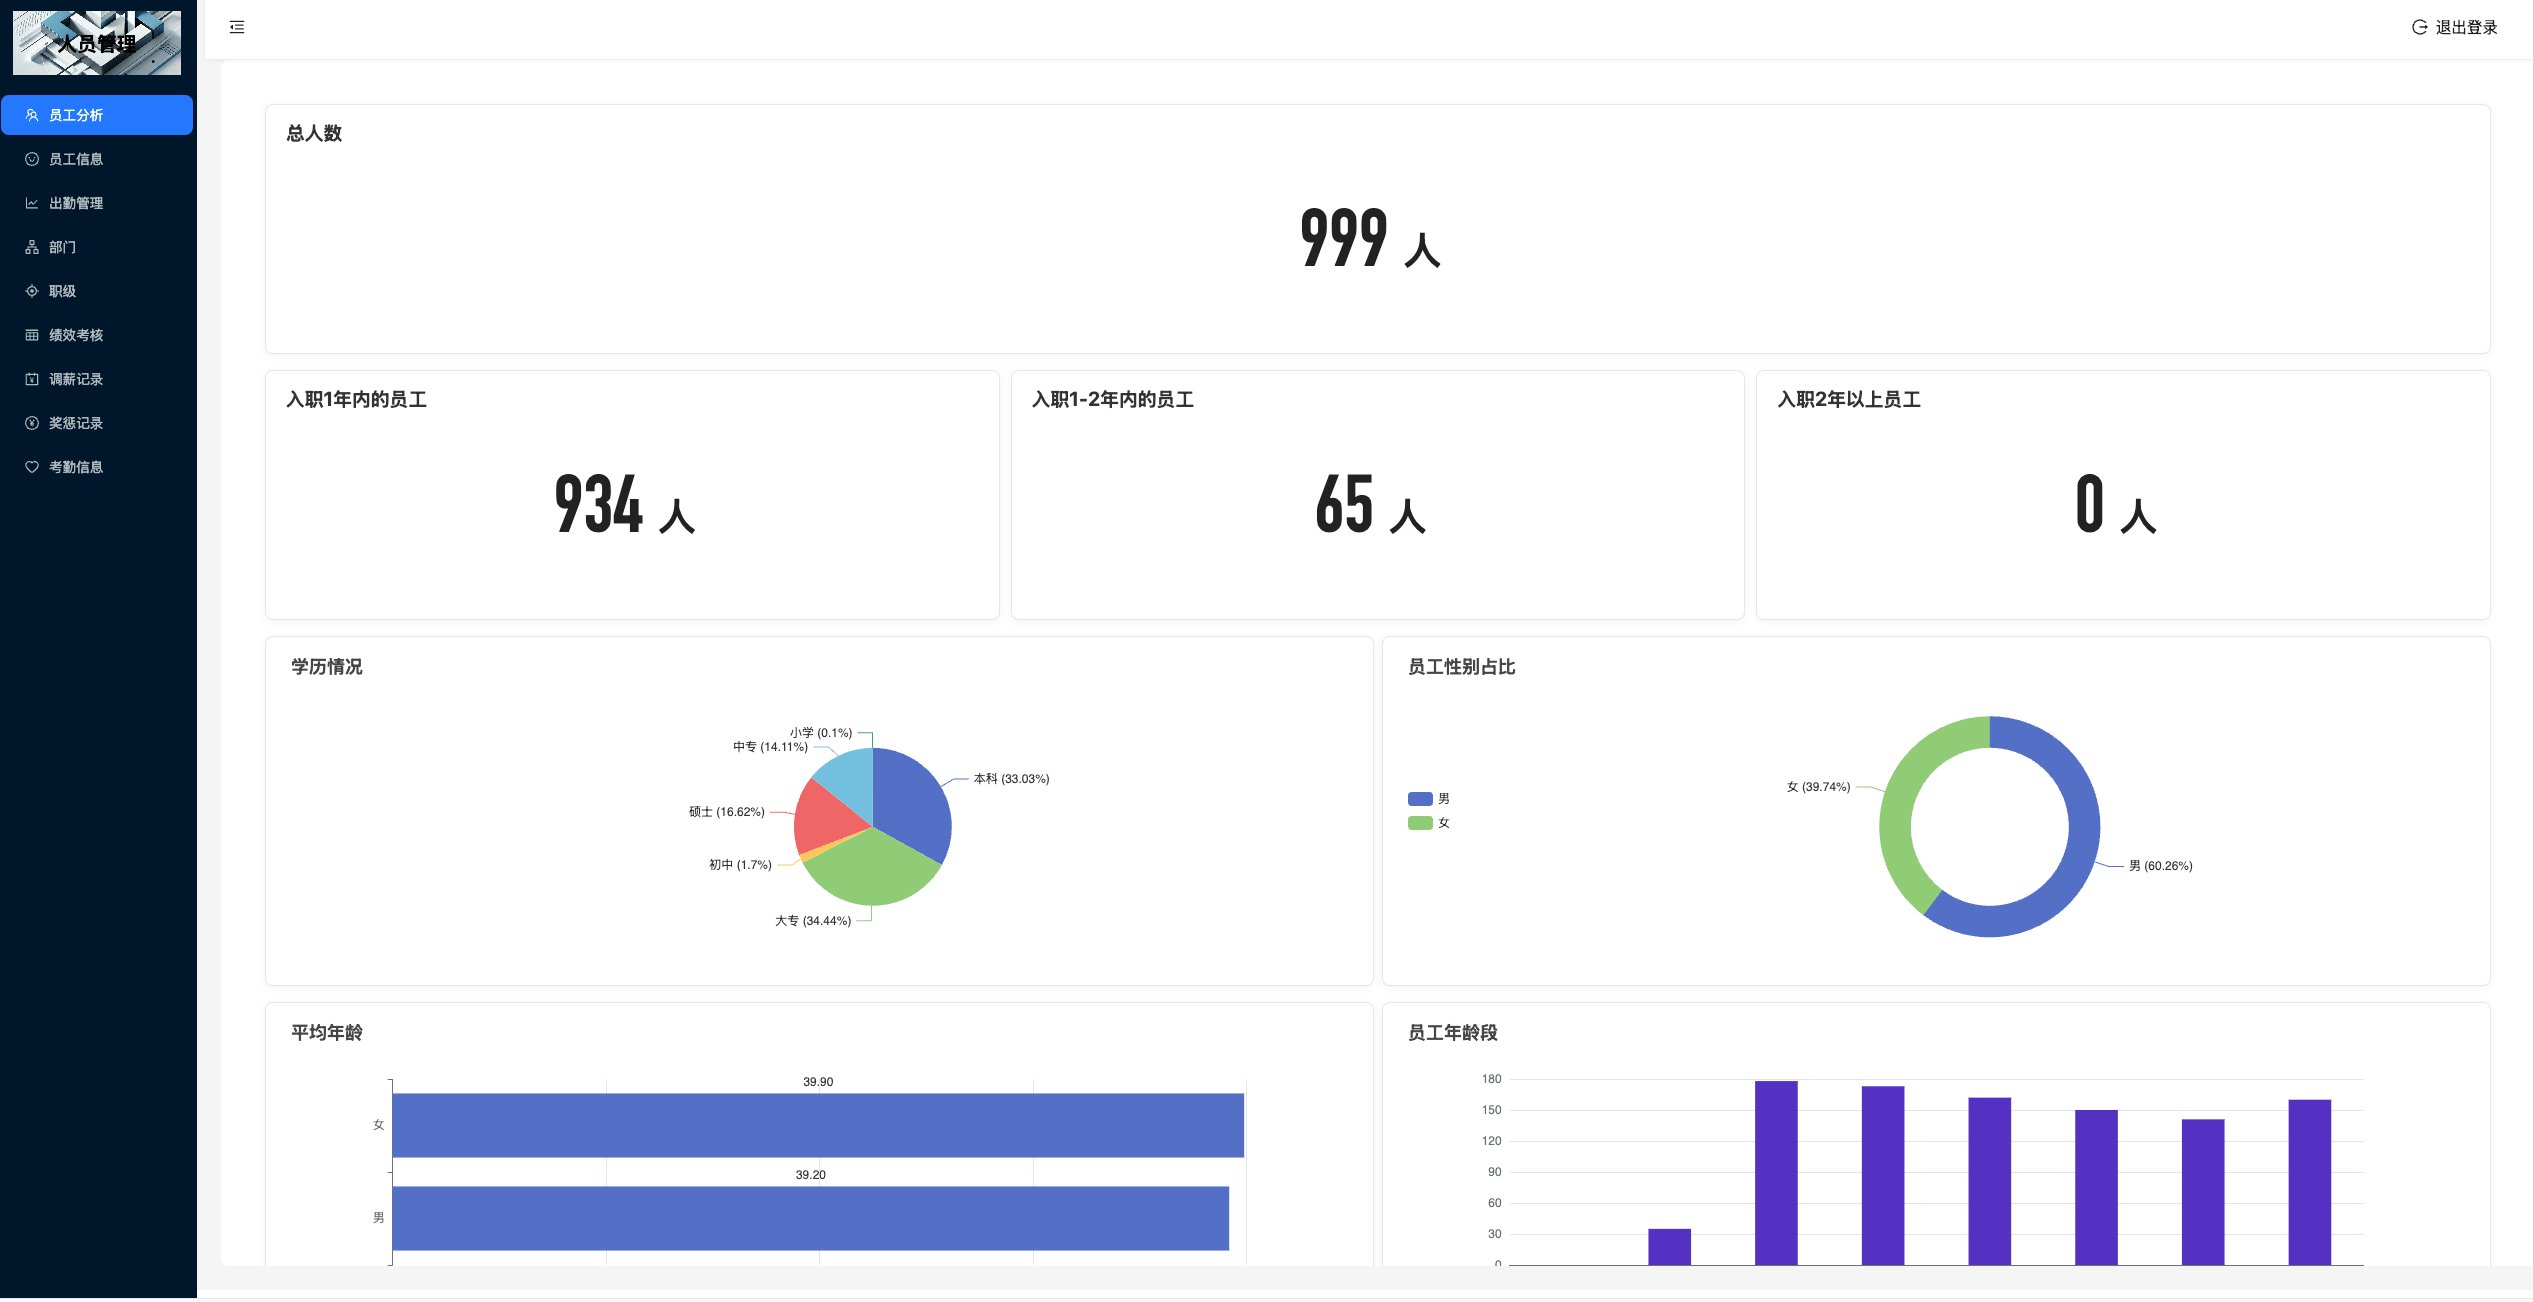 人员管理
退出登录
员工分析
员工信息
出勤管理
部门
职级
绩效考核
调薪记录
奖惩记录
考勤信息
总人数
999 人
入职1年内的员工
934 人
入职1-2年内的员工
65 人
入职2年以上员工
0 人
学历情况
小学 (0.1%)
中专 (14.11%)
本科 (33.03%)
硕士 (16.62%)
初中 (1.7%)
大专 (34.44%)
员工性别占比
男
女
女 (39.74%)
男 (60.26%)
平均年龄
39.90
女
39.20
男
员工年龄段
180
150
120
90
60
30
0